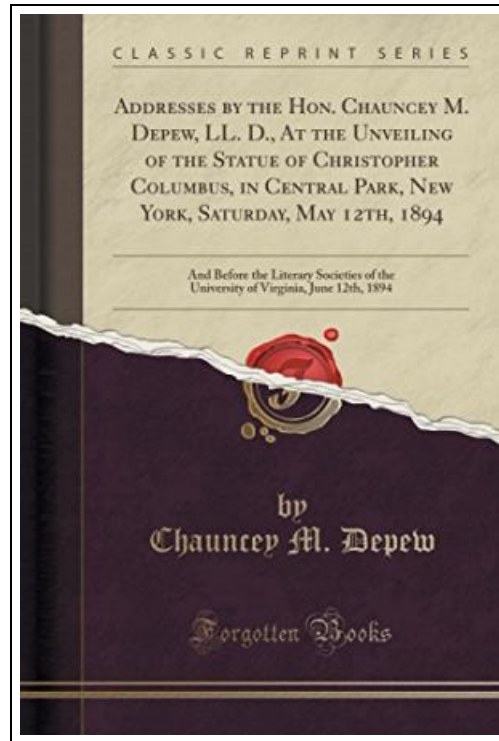 CLASSIC REPRINT SERIES
ADDRESSES BY THE HON. CHAUNCEY M.
DEPEW, LL. D., AT THE UNVEILING
OF THE STATUE OF CHRISTOPHER
COLUMBUS, IN CENTRAL PARK, NEW
YORK, SATURDAY, MAY 12TH, 1894
And Before the Literary Societies of the
University of Virginia, June 12th, 1894
by
Chauncey M. Depew
Forgotten Books